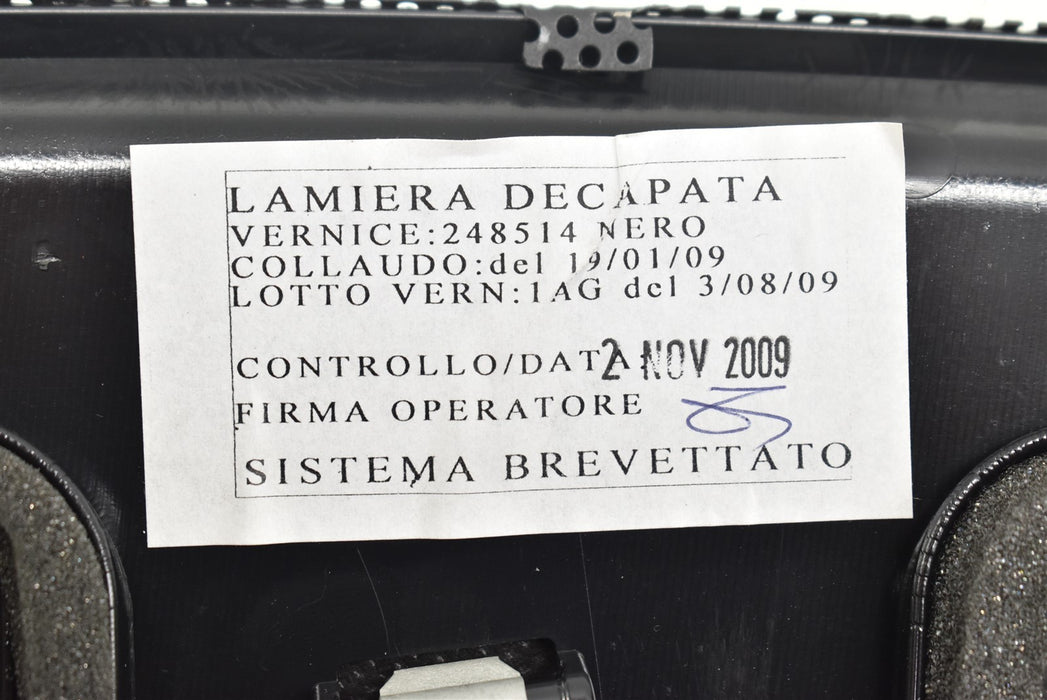 LAMIERA DECAPATA
VERNICE:248514 NERO
COLLAUDO:del 19/01/09
LOTTO VERN:1AG del 3/08/09
CONTROLLO/DATA 2 NOV 2009
FIRMA OPERATORE
SISTEMA BREVETTATO